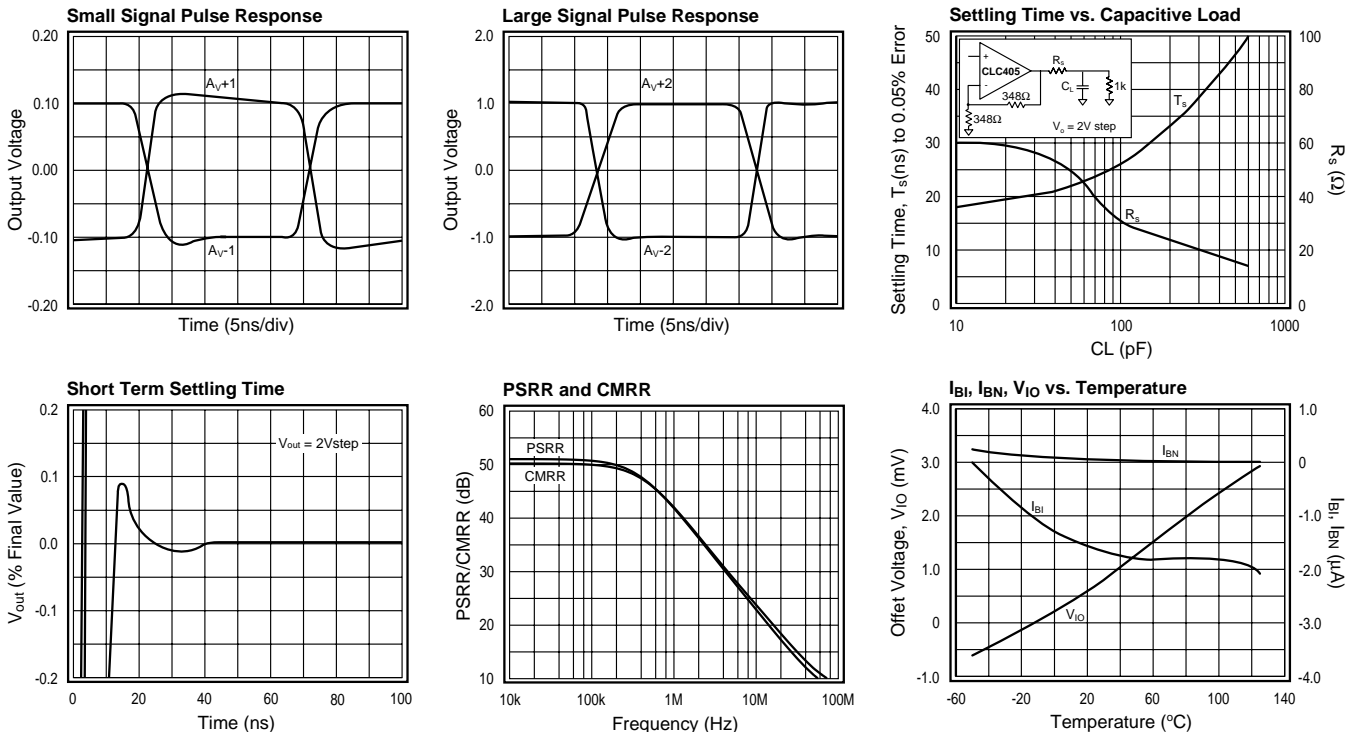 Small Signal Pulse Response
0.20
0.10
0.00
-0.10
-0.20
Output Voltage
AV+1
AV-1
Time (5ns/div)
Large Signal Pulse Response
2.0
1.0
0.00
-1.0
-2.0
Output Voltage
AV+2
AV-2
Time (5ns/div)
Settling Time vs. Capacitive Load
50
40
30
20
10
0
Settling Time, Ts(ns) to 0.05% Error
100
80
60
40
20
0
Rs (Ω)
+
-
CLC405
Rs
CL
1k
348Ω
348Ω
Vo = 2V step
Ts
Rs
10
100
1000
CL (pF)
Short Term Settling Time
0.2
0.1
0.0
-0.1
-0.2
Vout (% Final Value)
Vout = 2Vstep
0
20
40
60
80
100
Time (ns)
PSRR and CMRR
60
50
40
30
20
10
PSRR/CMRR (dB)
PSRR
CMRR
10k
100k
1M
10M
100M
Frequency (Hz)
IBI, IBN, VIO vs. Temperature
4.0
3.0
2.0
1.0
0
-1.0
Offet Voltage, VIO (mV)
1.0
0
-1.0
-2.0
-3.0
-4.0
IBI, IBN (μA)
IBN
IBI
VIO
-60
-20
20
60
100
140
Temperature (oC)